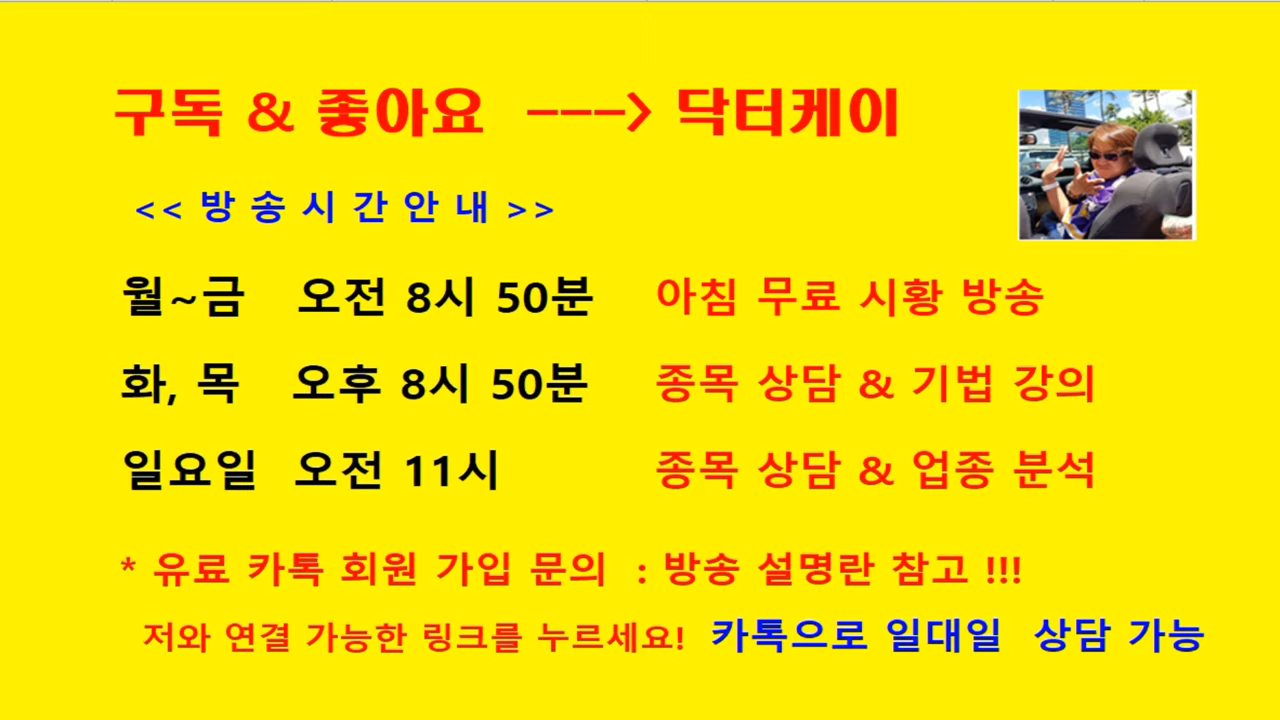 구독 & 좋아요 ---> 닥터케이
<< 방 송 시 간 안 내 >>
월~금 오전 8시 50분 아침 무료 시황 방송
화, 목 오후 8시 50분 종목 상담 & 기법 강의
일요일 오전 11시 종목 상담 & 업종 분석
* 유료 카톡 회원 가입 문의 : 방송 설명란 참고 !!!
저와 연결 가능한 링크를 누르세요! 카톡으로 일대일 상담 가능